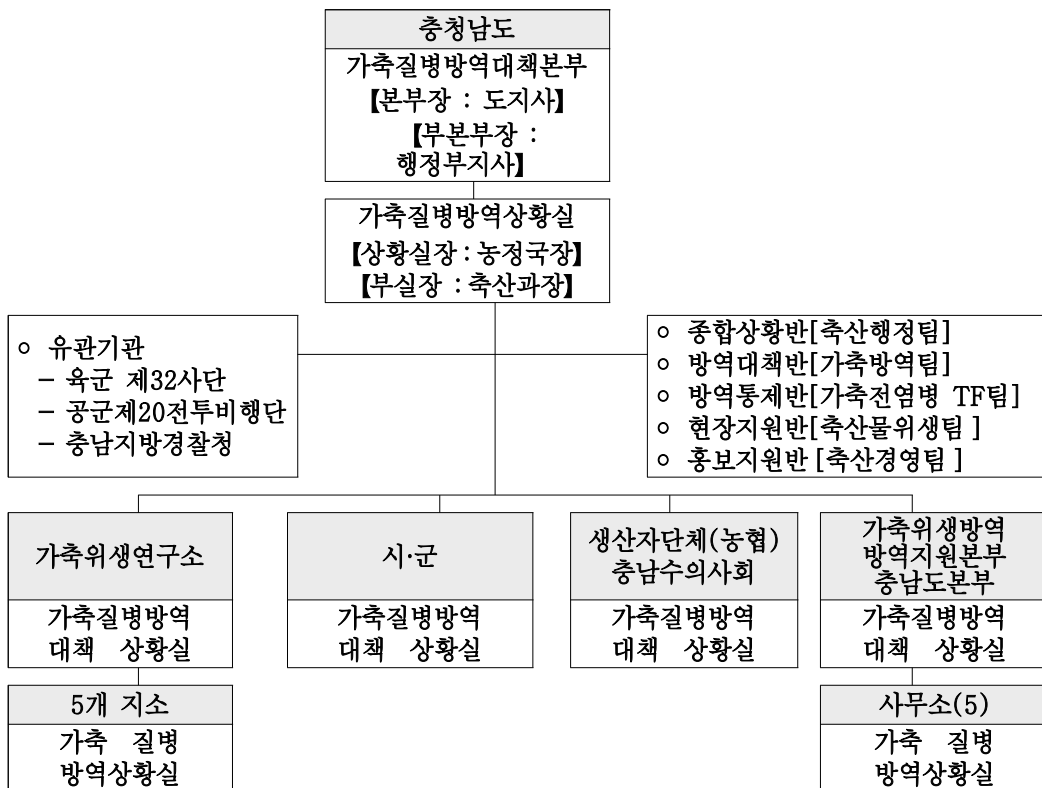 충청남도
가축질병방역대책본부
【본부장 : 도지사】
【부본부장 :
행정부지사】
가축질병방역상황실
【상황실장 : 농정국장】
【부실장 : 축산과장】
○ 유관기관
– 육군 제32사단
– 공군제20전투비행단
– 충남지방경찰청
○ 종합상황반[축산행정팀]
○ 방역대책반[가축방역팀]
○ 방역통제반[가축전염병 TF팀]
○ 현장지원반[축산물위생팀 ]
○ 홍보지원반 [축산경영팀 ]
가축위생연구소
가축질병방역
대책 상황실
5개 지소
가축 질병
방역상황실
시·군
가축질병방역
대책 상황실
생산자단체(농협)
충남수의사회
가축질병방역
대책 상황실
가축위생방역
방역지원본부
충남도본부
가축질병방역
대책 상황실
사무소(5)
가축 질병
방역상황실